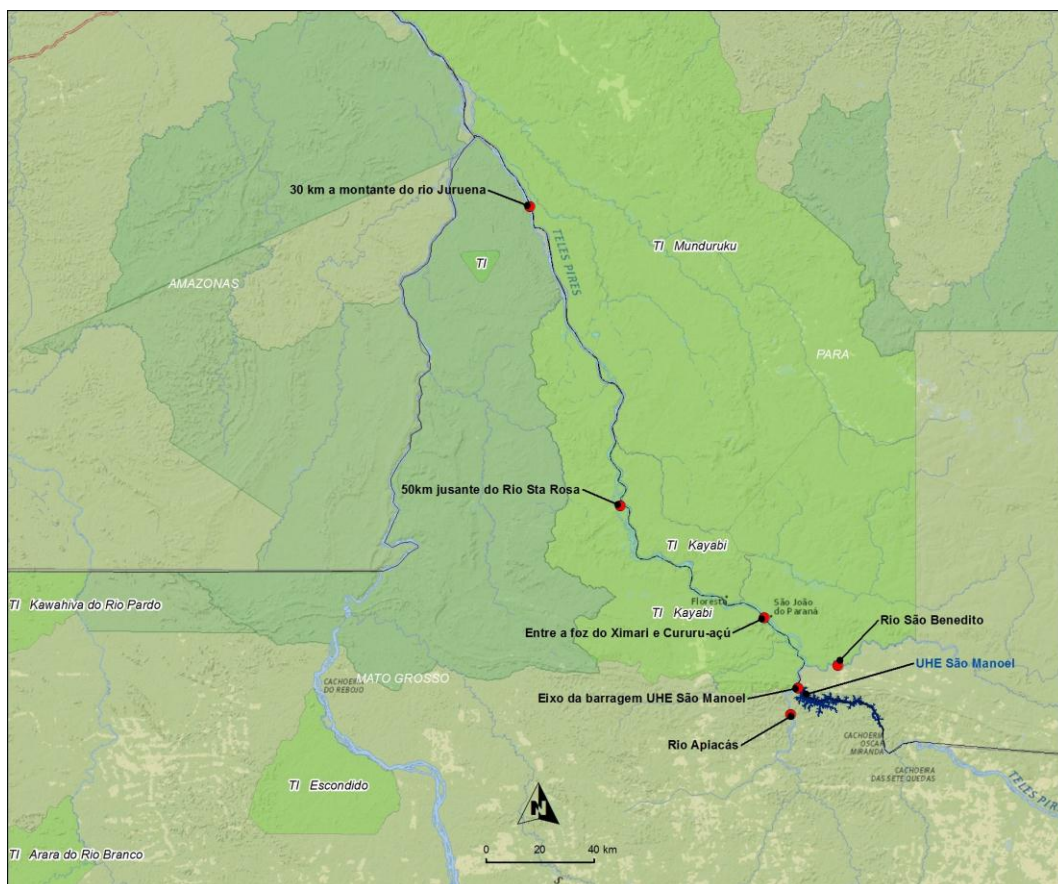 30 km a montante do rio Juruena
TELES PIRES
TI Munduruku
TI
AMAZONAS
PARA
50km jusante do Rio Sta Rosa
TI Kayabi
TI Kawahiva do Rio Pardo
Floresta
São João
do Paraná
TI Kayabi
Rio São Benedito
Entre a foz do Ximari e Cururu-açú
UHE São Manoel
MATO GROSSO
CACHOEIRA
DO REBOJO
Eixo da barragem UHE São Manoel
Rio Apiacás
CACHOEIRA
OSCAR
MIRANDA
CACHOEIRA
DAS SETE QUEDAS
TELES PIRES
TI Escondido
N
TI Arara do Rio Branco
0 20 40 km
S